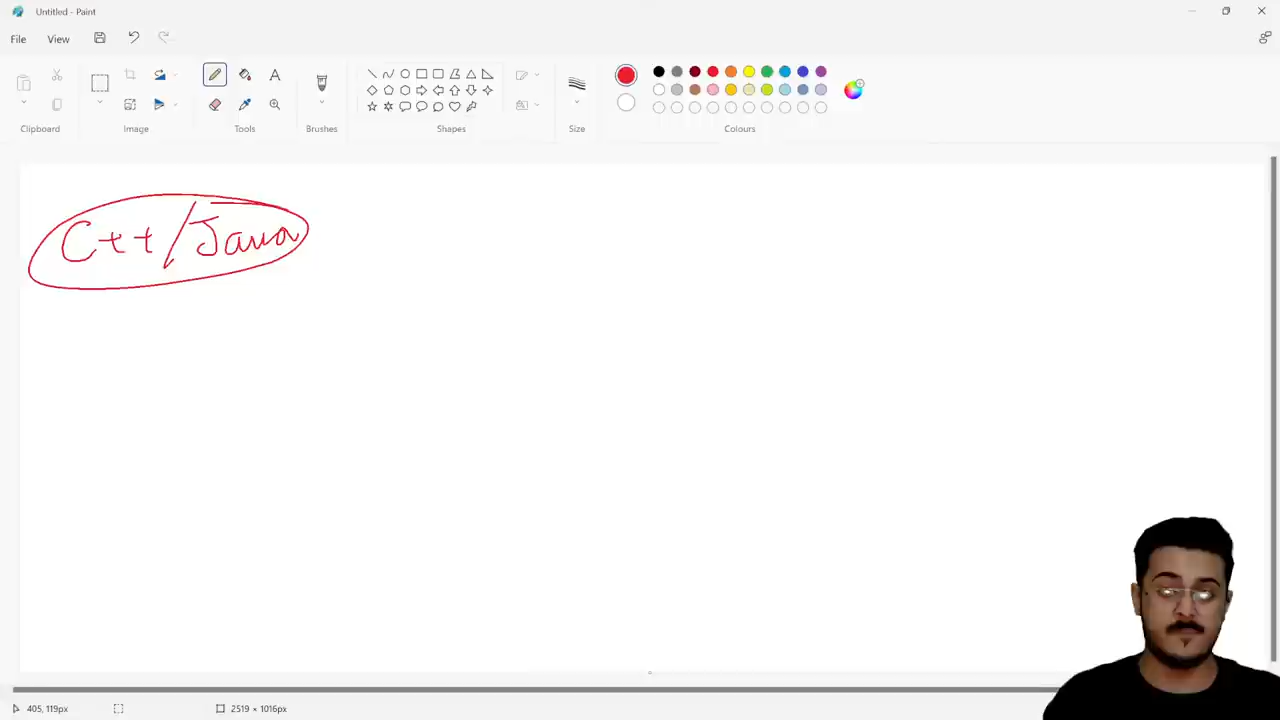 Untitled - Paint
File View
Clipboard Image Tools Brushes Shapes Size Colours
A
C++/Java
405, 119px 2519 × 1016px